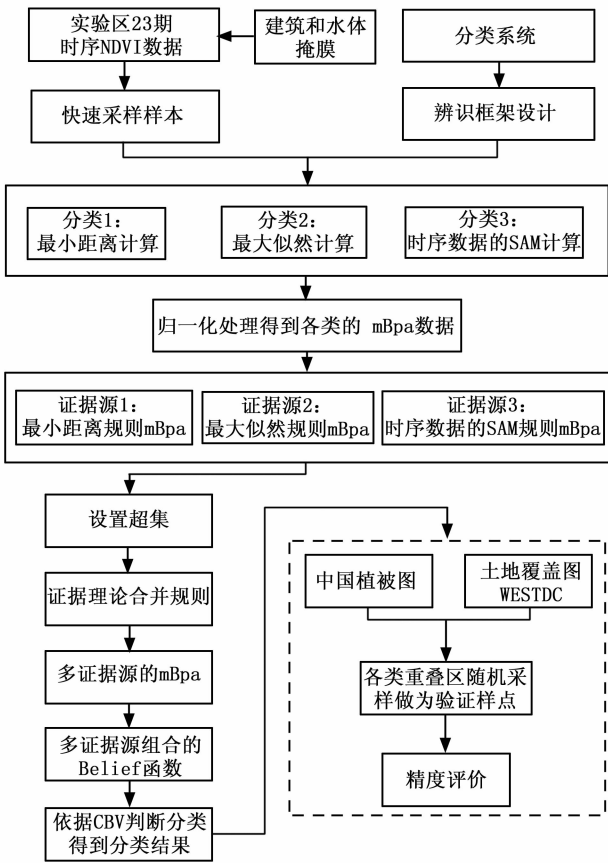 实验区23期
时序NDVI数据
建筑和水体
掩膜
分类系统
快速采样样本
辨识框架设计
分类1：
最小距离计算
分类2：
最大似然计算
分类3：
时序数据的SAM计算
归一化处理得到各类的 mBpa数据
证据源1：
最小距离规则mBpa
证据源2：
最大似然规则mBpa
证据源3：
时序数据的SAM规则mBpa
设置超集
证据理论合并规则
多证据源的mBpa
多证据源组合的
Belief函数
依据CBV判断分类
得到分类结果
中国植被图
土地覆盖图
WESTDC
各类重叠区随机采
样做为验证样点
精度评价